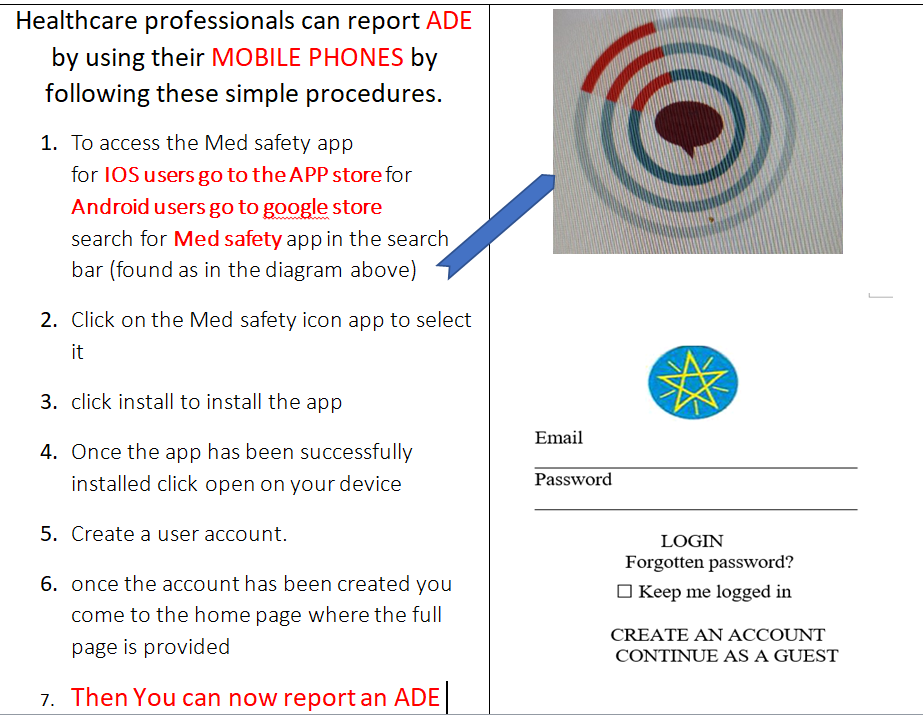 Healthcare professionals can report ADE
by using their MOBILE PHONES by
following these simple procedures.
1. To access the Med safety app
for IOS users go to the APP store for
Android users go to google store
search for Med safety app in the search
bar (found as in the diagram above)
2. Click on the Med safety icon app to select
it
3. click install to install the app
4. Once the app has been successfully
installed click open on your device
5. Create a user account.
6. once the account has been created you
come to the home page where the full
page is provided
7. Then You can now report an ADE
Email
Password
LOGIN
Forgotten password?
☐ Keep me logged in
CREATE AN ACCOUNT
CONTINUE AS A GUEST